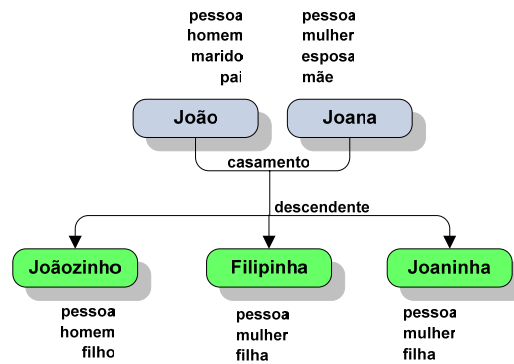 pessoa
homem
marido
pai
pessoa
mulher
esposa
mãe
João
Joana
casamento
descendente
Joãozinho
Filipinha
Joaninha
pessoa
homem
filho
pessoa
mulher
filha
pessoa
mulher
filha